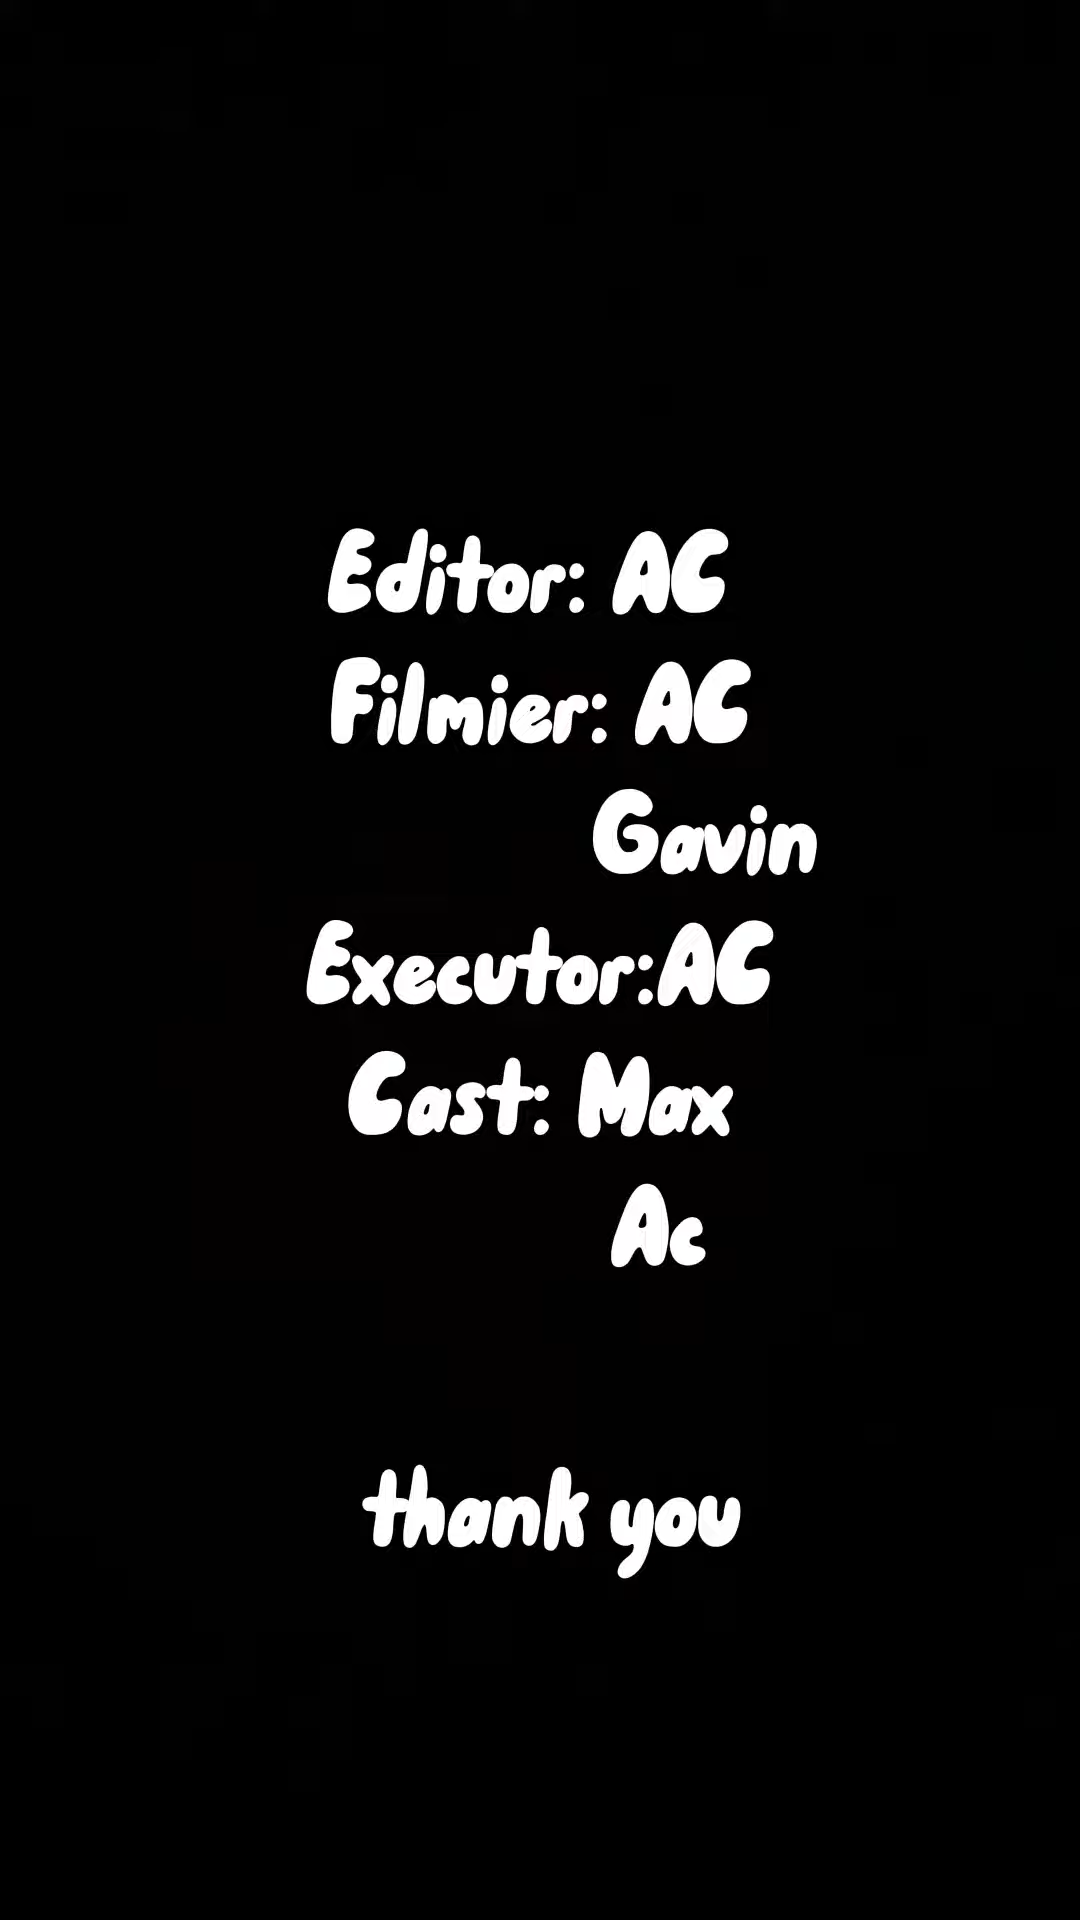 Editor: AC
Filmier: AC
Gavin
Executor:AC
Cast: Max
Ac
thank you